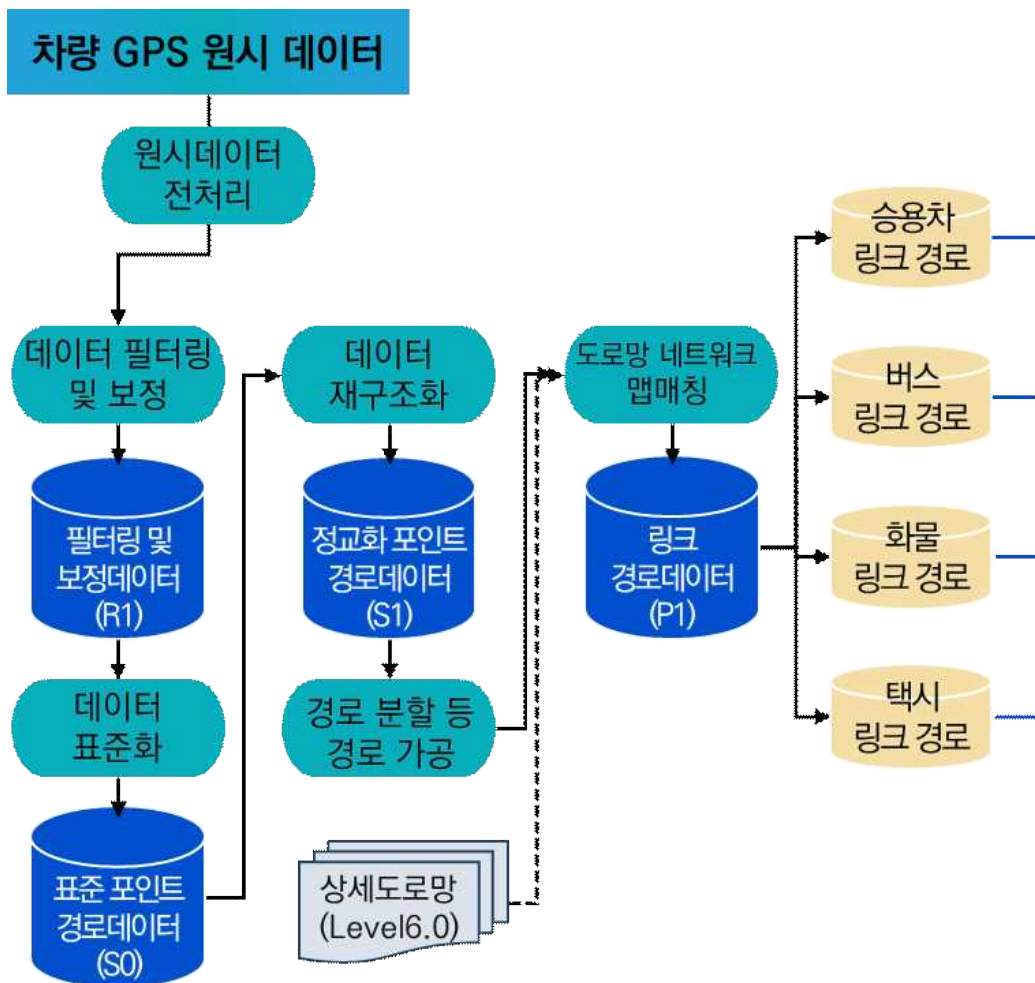 차량 GPS 원시 데이터
원시데이터
전처리
데이터 필터링
및 보정
필터링 및
보정데이터
(R1)
데이터
표준화
표준 포인트
경로데이터
(S0)
데이터
재구조화
정교화 포인트
경로데이터
(S1)
경로 분할 등
경로 가공
상세도로망
(Level6.0)
도로망 네트워크
맵매칭
링크
경로데이터
(P1)
승용차
링크 경로
버스
링크 경로
화물
링크 경로
택시
링크 경로